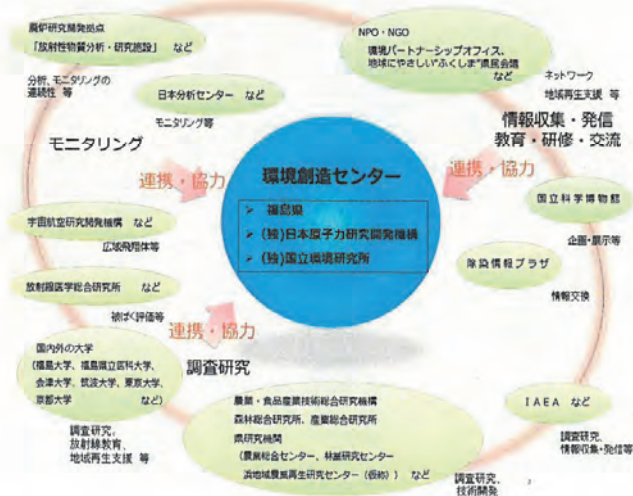 廃炉研究開発拠点
「放射性物質分析・研究施設」 など
分析、モニタリングの
連続性 等
日本分析センター など
モニタリング等
モニタリング
NPO・NGO
環境パートナーシップオフィス、
地球にやさしい"ふくしま"県民会議
など
ネットワーク
地域再生支援 等
情報収集・発信
教育・研修・交流
連携・協力
連携・協力
環境創造センター
➢ 福島県
➢ (独)日本原子力研究開発機構
➢ (独)国立環境研究所
国立科学博物館
企画・展示等
宇宙航空研究開発機構 など
広域飛翔体等
除染情報プラザ
情報交換
放射線医学総合研究所 など
被ばく評価等
連携・協力
調査研究
国内外の大学
(福島大学、福島県立医科大学、
会津大学、筑波大学、東京大学、
京都大学 など)
調査研究、
放射線教育、
地域再生支援 等
農業・食品産業技術総合研究機構
森林総合研究所、産業総合研究所
県研究機関
(農業総合センター、林業研究センター
浜地域農業再生研究センター(仮称)) など
調査研究、
技術開発
IAEA など
調査研究、
情報収集・発信等